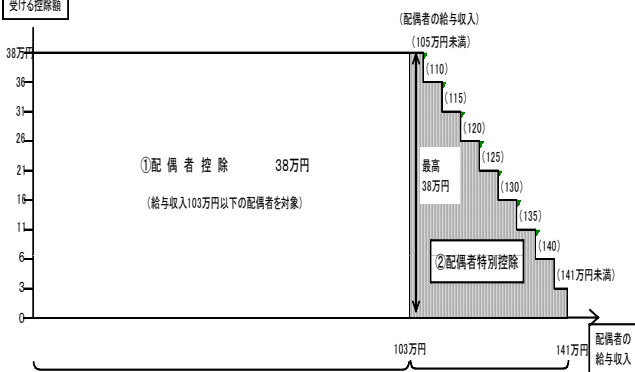 受ける控除額
(配偶者の給与収入)
(105万円未満)
38万円
(110)
36
(115)
31
(120)
26
(125)
①配 偶 者 控 除 38万円
最高
38万円
21
(130)
(給与収入103万円以下の配偶者を対象)
16
(135)
11
(140)
②配偶者特別控除
6
(141万円未満)
3
0
103万円
141万円
配偶者の
給与収入